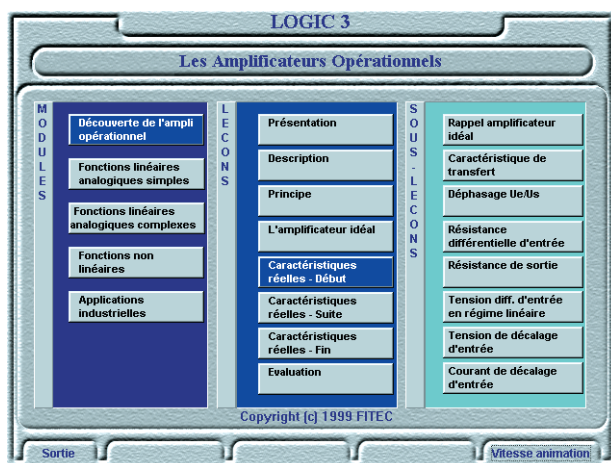 LOGIC 3
Les Amplificateurs Opérationnels
MODULES
Découverte de l'ampli
opérationnel
Fonctions linéaires
analogiques simples
Fonctions linéaires
analogiques complexes
Fonctions non
linéaires
Applications
industrielles
LECONS
Présentation
Description
Principe
L'amplificateur idéal
Caractéristiques
réelles - Début
Caractéristiques
réelles - Suite
Caractéristiques
réelles - Fin
Evaluation
SOUS-LECONS
Rappel amplificateur
idéal
Caractéristique de
transfert
Déphasage Ue/Us
Résistance
différentielle d'entrée
Résistance de sortie
Tension diff. d'entrée
en régime linéaire
Tension de décalage
d'entrée
Courant de décalage
d'entrée
Copyright (c) 1999 FITEC
Sortie
Vitesse animation